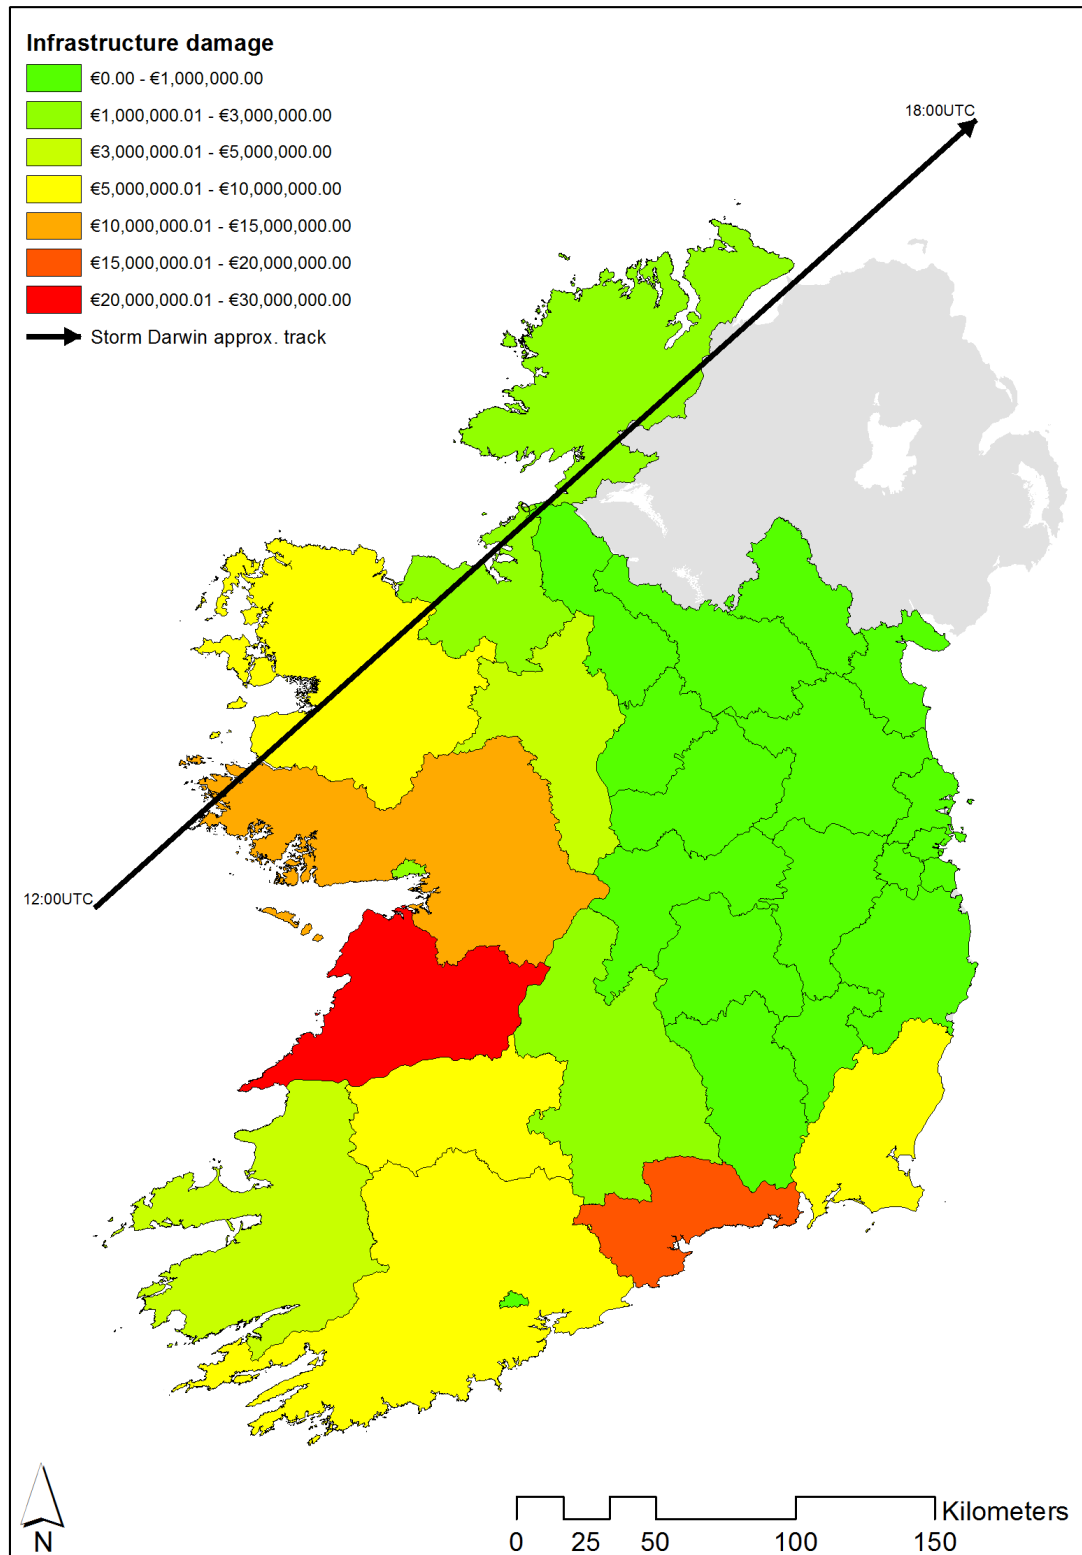 Infrastructure damage
€0.00 - €1,000,000.00
€1,000,000.01 - €3,000,000.00
€3,000,000.01 - €5,000,000.00
€5,000,000.01 - €10,000,000.00
€10,000,000.01 - €15,000,000.00
€15,000,000.01 - €20,000,000.00
€20,000,000.01 - €30,000,000.00
Storm Darwin approx. track
18:00UTC
12:00UTC
N
Kilometers
0 25 50 100 150